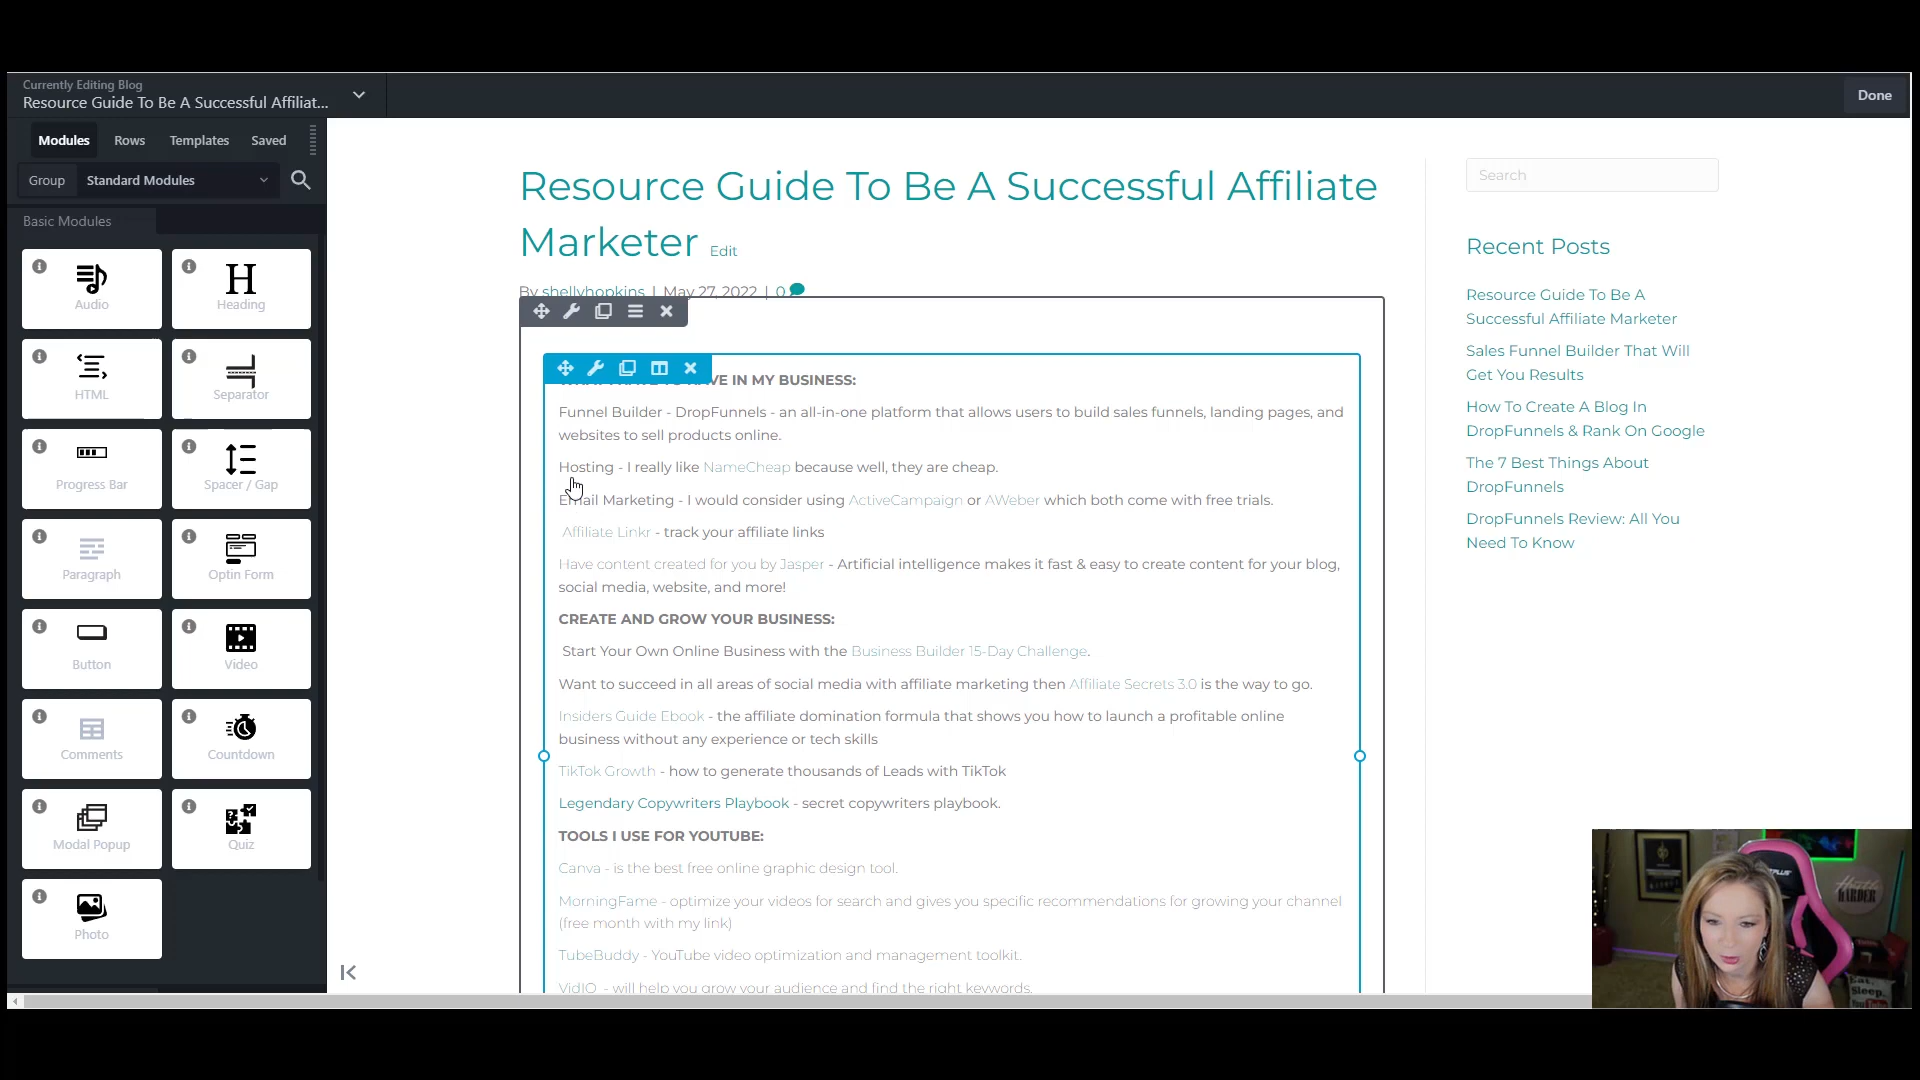 Currently Editing Blog
Resource Guide To Be A Successful Affiliat...
Done
Modules Rows Templates Saved
Group Standard Modules
Basic Modules
Audio
Heading
HTML
Separator
Progress Bar
Spacer / Gap
Paragraph
Optin Form
Button
Video
Comments
Countdown
Modal Popup
Quiz
Photo
Resource Guide To Be A Successful Affiliate
Marketer Edit
By shellyhopkins | May 27, 2022 | 0
IN MY BUSINESS:
Funnel Builder - DropFunnels - an all-in-one platform that allows users to build sales funnels, landing pages, and
websites to sell products online.
Hosting - I really like NameCheap because well, they are cheap.
Email Marketing - I would consider using ActiveCampaign or AWeber which both come with free trials.
Affiliate Linkr - track your affiliate links
Have content created for you by Jasper - Artificial intelligence makes it fast & easy to create content for your blog,
social media, website, and more!
CREATE AND GROW YOUR BUSINESS:
Start Your Own Online Business with the Business Builder 15-Day Challenge.
Want to succeed in all areas of social media with affiliate marketing then Affiliate Secrets 3.0 is the way to go.
Insiders Guide Ebook - the affiliate domination formula that shows you how to launch a profitable online
business without any experience or tech skills
TikTok Growth - how to generate thousands of Leads with TikTok
Legendary Copywriters Playbook - secret copywriters playbook.
TOOLS I USE FOR YOUTUBE:
Canva - is the best free online graphic design tool.
MorningFame - optimize your videos for search and gives you specific recommendations for growing your channel
(free month with my link)
TubeBuddy - YouTube video optimization and management toolkit.
VidIQ - will help you grow your audience and find the right keywords.
Search
Recent Posts
Resource Guide To Be A
Successful Affiliate Marketer
Sales Funnel Builder That Will
Get You Results
How To Create A Blog In
DropFunnels & Rank On Google
The 7 Best Things About
DropFunnels
DropFunnels Review: All You
Need To Know
HARDER
Eat,
Sleep,